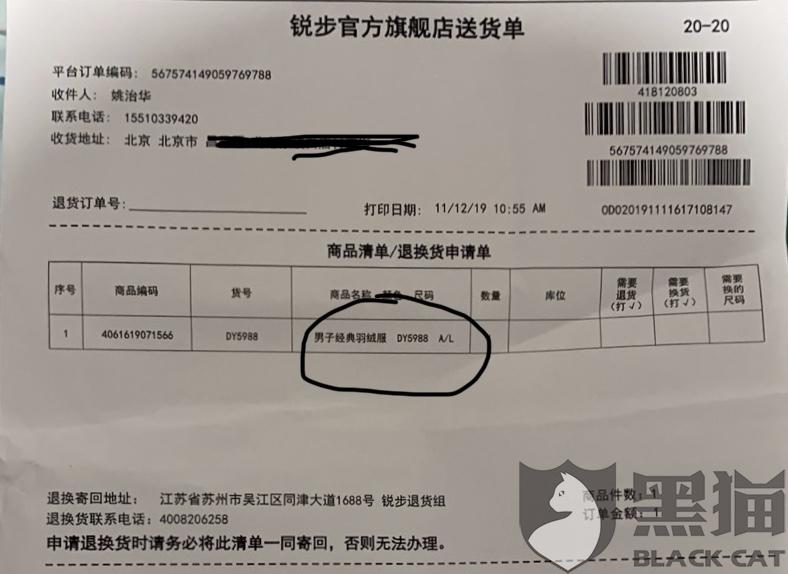 锐步官方旗舰店送货单
20-20
平台订单编码: 567574149059769788
收件人: 姚治华
联系电话: 15510339420
收货地址: 北京 北京市
418120803
567574149059769788
退货订单号:
打印日期: 11/12/19 10:55 AM
OD020191111617108147
商品清单/退换货申请单
序号 商品编码 货号 商品名称 颜色 尺码 数量 库位 需要退货(打√) 需要换货(打√) 需要换的尺码
1 4061619071566 DY5988 男子经典羽绒服 DY5988 A/L
退换寄回地址: 江苏省苏州市吴江区同津大道1688号 锐步退货组
退换货联系电话: 4008206258
申请退换货时请务必将此清单一同寄回，否则无法办理。
商品件数: 1
订单金额: 1
黑猫
BLACK CAT